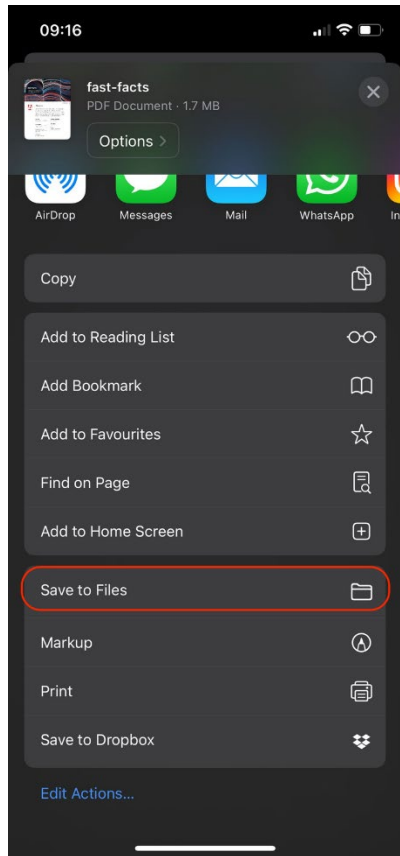 09:16
fast-facts
PDF Document · 1.7 MB
Options >
AirDrop
Messages
Mail
WhatsApp
In
Copy
Add to Reading List
Add Bookmark
Add to Favourites
Find on Page
Add to Home Screen
Save to Files
Markup
Print
Save to Dropbox
Edit Actions...